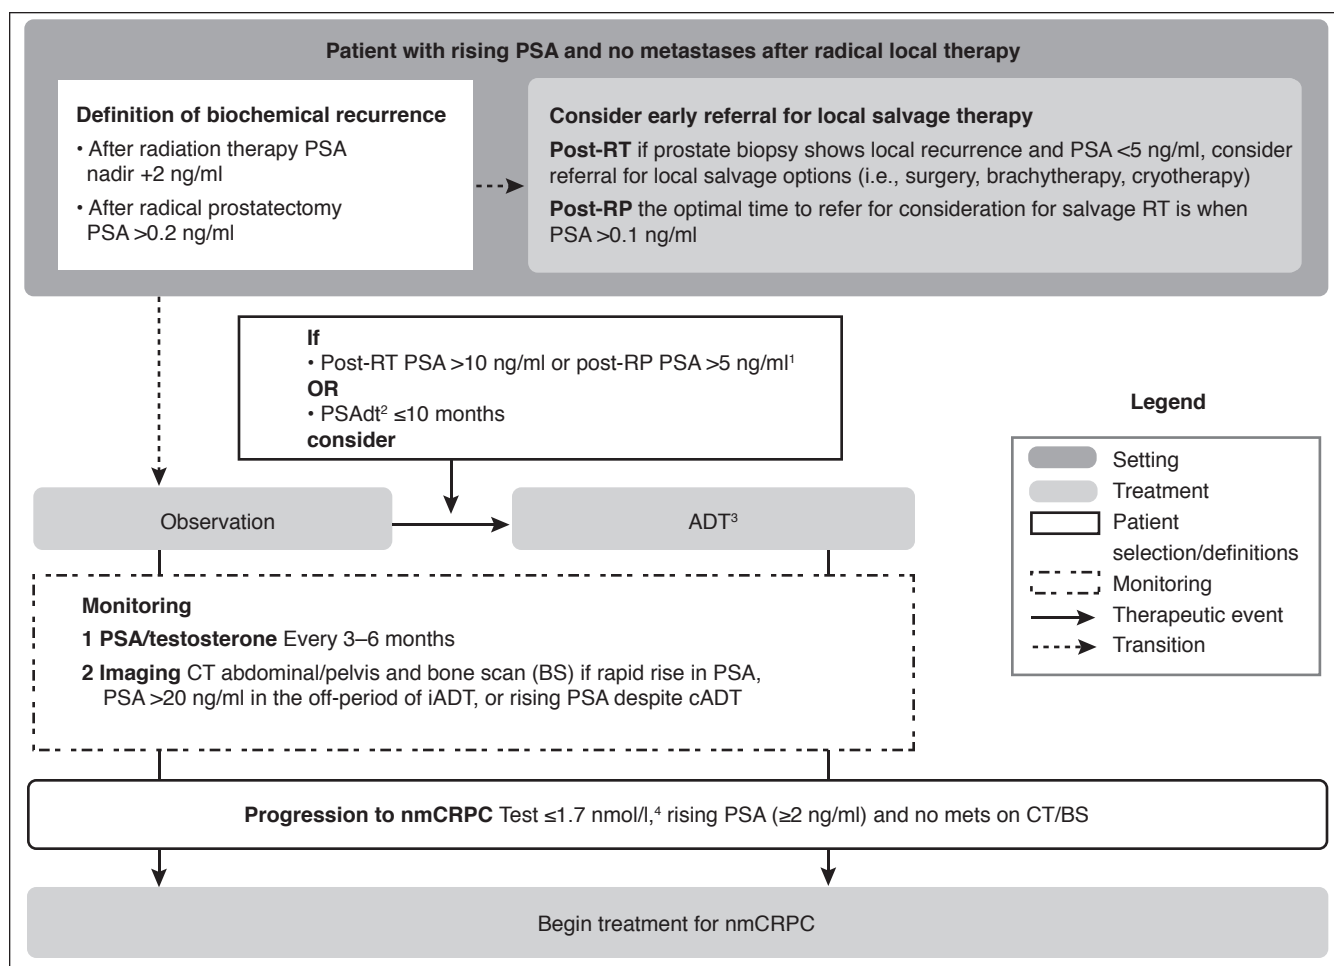 Patient with rising PSA and no metastases after radical local therapy
Definition of biochemical recurrence
• After radiation therapy PSA
nadir +2 ng/ml
• After radical prostatectomy
PSA >0.2 ng/ml
Consider early referral for local salvage therapy
Post-RT if prostate biopsy shows local recurrence and PSA <5 ng/ml, consider
referral for local salvage options (i.e., surgery, brachytherapy, cryotherapy)
Post-RP the optimal time to refer for consideration for salvage RT is when
PSA >0.1 ng/ml
If
• Post-RT PSA >10 ng/ml or post-RP PSA >5 ng/ml¹
OR
• PSAdt² ≤10 months
consider
Observation
ADT³
Monitoring
1 PSA/testosterone Every 3–6 months
2 Imaging CT abdominal/pelvis and bone scan (BS) if rapid rise in PSA,
PSA >20 ng/ml in the off-period of iADT, or rising PSA despite cADT
Progression to nmCRPC Test ≤1.7 nmol/l,⁴ rising PSA (≥2 ng/ml) and no mets on CT/BS
Begin treatment for nmCRPC
Legend
Setting
Treatment
Patient
selection/definitions
Monitoring
Therapeutic event
Transition